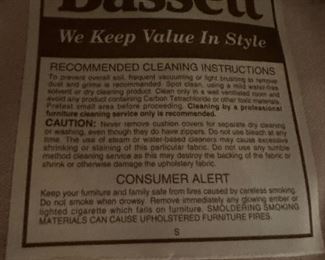 Bassett
We Keep Value In Style
RECOMMENDED CLEANING INSTRUCTIONS
To prevent overall soil, frequent vacuuming or light brushing to remove
dust and grime is recommended. Spot clean, using a mild water-free
solvent or dry cleaning product. Clean only in a well ventilated room and
avoid any product containing Carbon Tetrachloride or other toxic materials.
Pretest small area before proceeding. Cleaning by a professional
furniture cleaning service only is recommended.
CAUTION: Never remove cushion covers for separate dry cleaning
or washing, even though they do have zippers. Do not use bleach at any
time. The use of steam or water-based cleaners may cause excessive
shrinking or staining of this particular fabric. Do not use any tumble
method cleaning service as this may destroy the backing of the fabric or
shrink or otherwise damage the upholstery fabric.
CONSUMER ALERT
Keep your furniture and family safe from fires caused by careless smoking.
Do not smoke when drowsy. Remove immediately any glowing ember or
lighted cigarette which falls on furniture. SMOLDERING SMOKING
MATERIALS CAN CAUSE UPHOLSTERED FURNITURE FIRES.
S